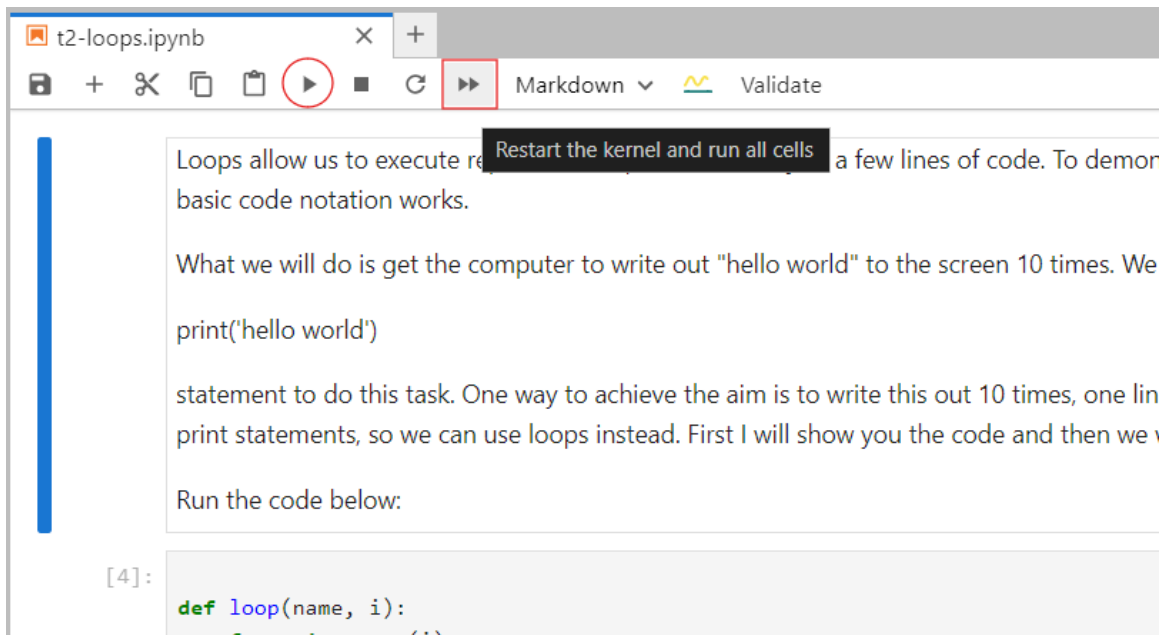 t2-loops.ipynb
Markdown
Validate
Restart the kernel and run all cells
Loops allow us to execute a few lines of code. To demon
basic code notation works.
What we will do is get the computer to write out "hello world" to the screen 10 times. We
print('hello world')
statement to do this task. One way to achieve the aim is to write this out 10 times, one lin
print statements, so we can use loops instead. First I will show you the code and then we
Run the code below:
[4]:
def loop(name, i):